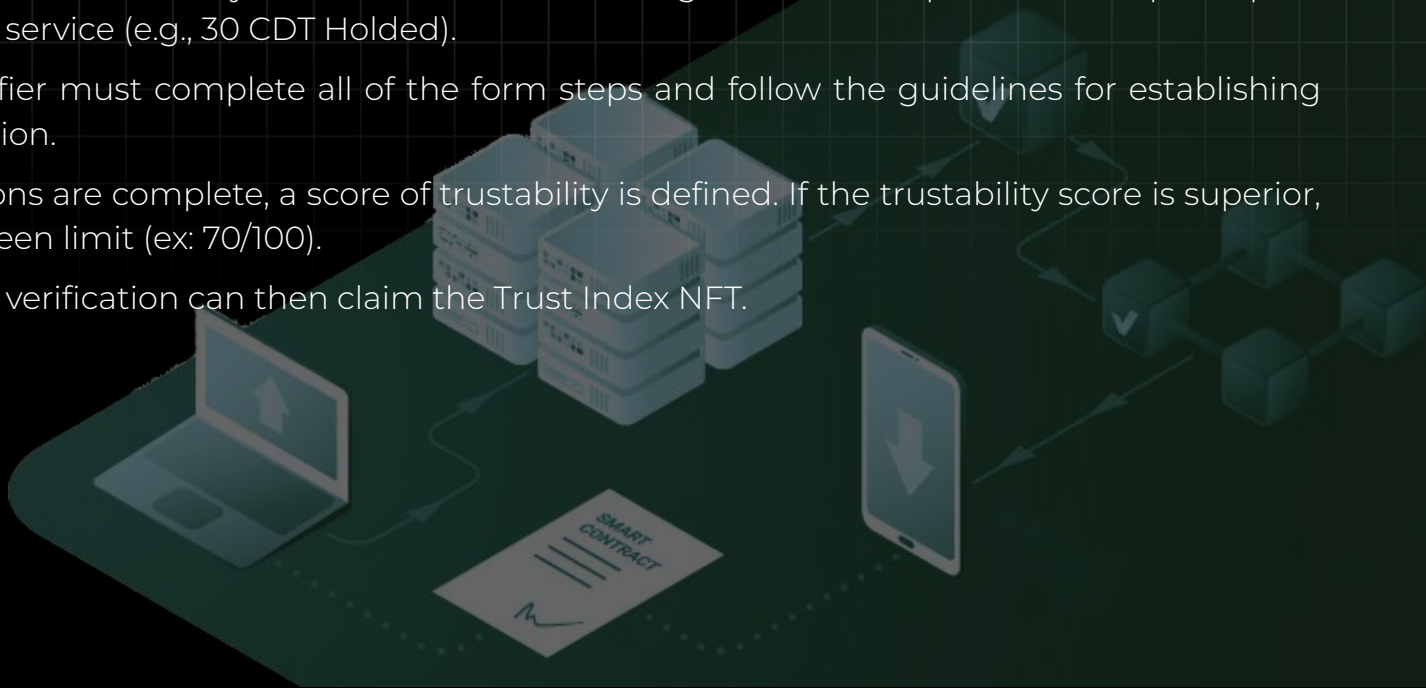 service (e.g., 30 CDT Holded).
fier must complete all of the form steps and follow the guidelines for establishing
ion.
ons are complete, a score of trustability is defined. If the trustability score is superior,
een limit (ex: 70/100).
verification can then claim the Trust Index NFT.
SMART
CONTRACT